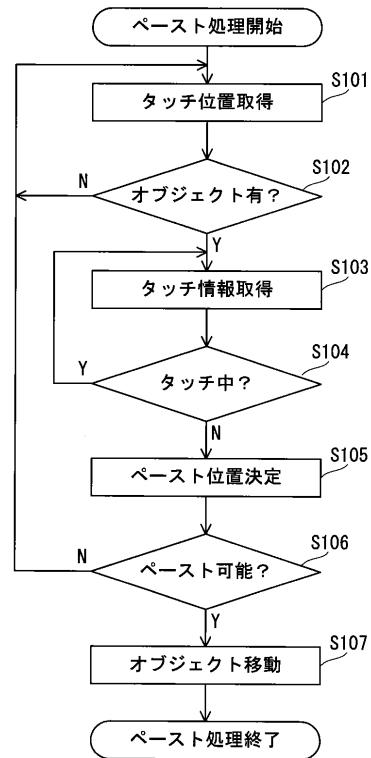 ペースト処理開始
S101
タッチ位置取得
S102
N
オブジェクト有？
Y
S103
タッチ情報取得
S104
Y
タッチ中？
N
S105
ペースト位置決定
S106
N
ペースト可能？
Y
S107
オブジェクト移動
ペースト処理終了